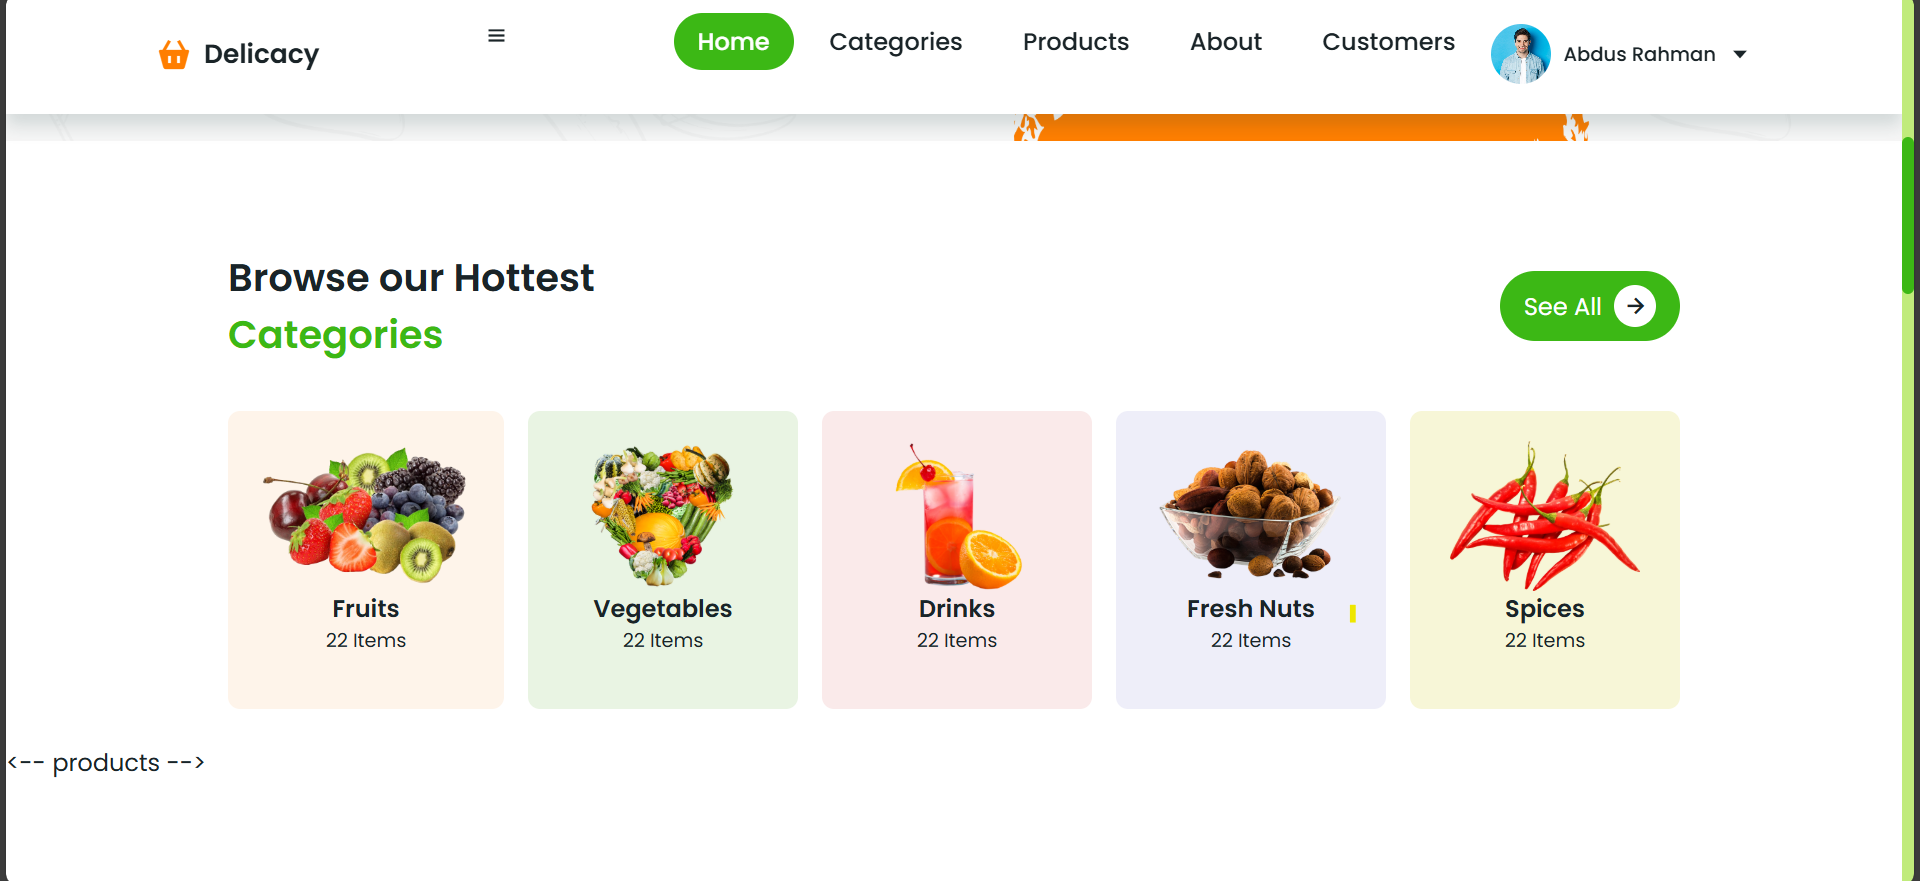 Delicacy
Home Categories Products About Customers
Abdus Rahman
Browse our Hottest
Categories
See All
Fruits
22 Items
Vegetables
22 Items
Drinks
22 Items
Fresh Nuts
22 Items
Spices
22 Items
<-- products -->